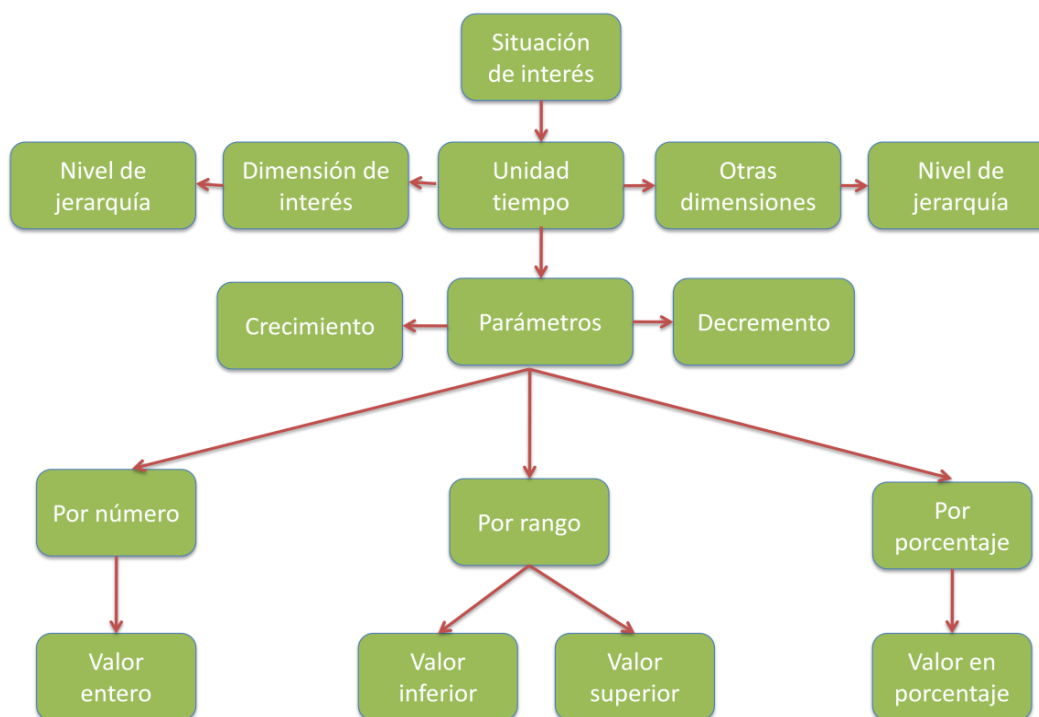 Situación
de interés
Nivel de
jerarquía
Dimensión de
interés
Unidad
tiempo
Otras
dimensiones
Nivel de
jerarquía
Crecimiento
Parámetros
Decremento
Por número
Por rango
Por
porcentaje
Valor
entero
Valor
inferior
Valor
superior
Valor en
porcentaje